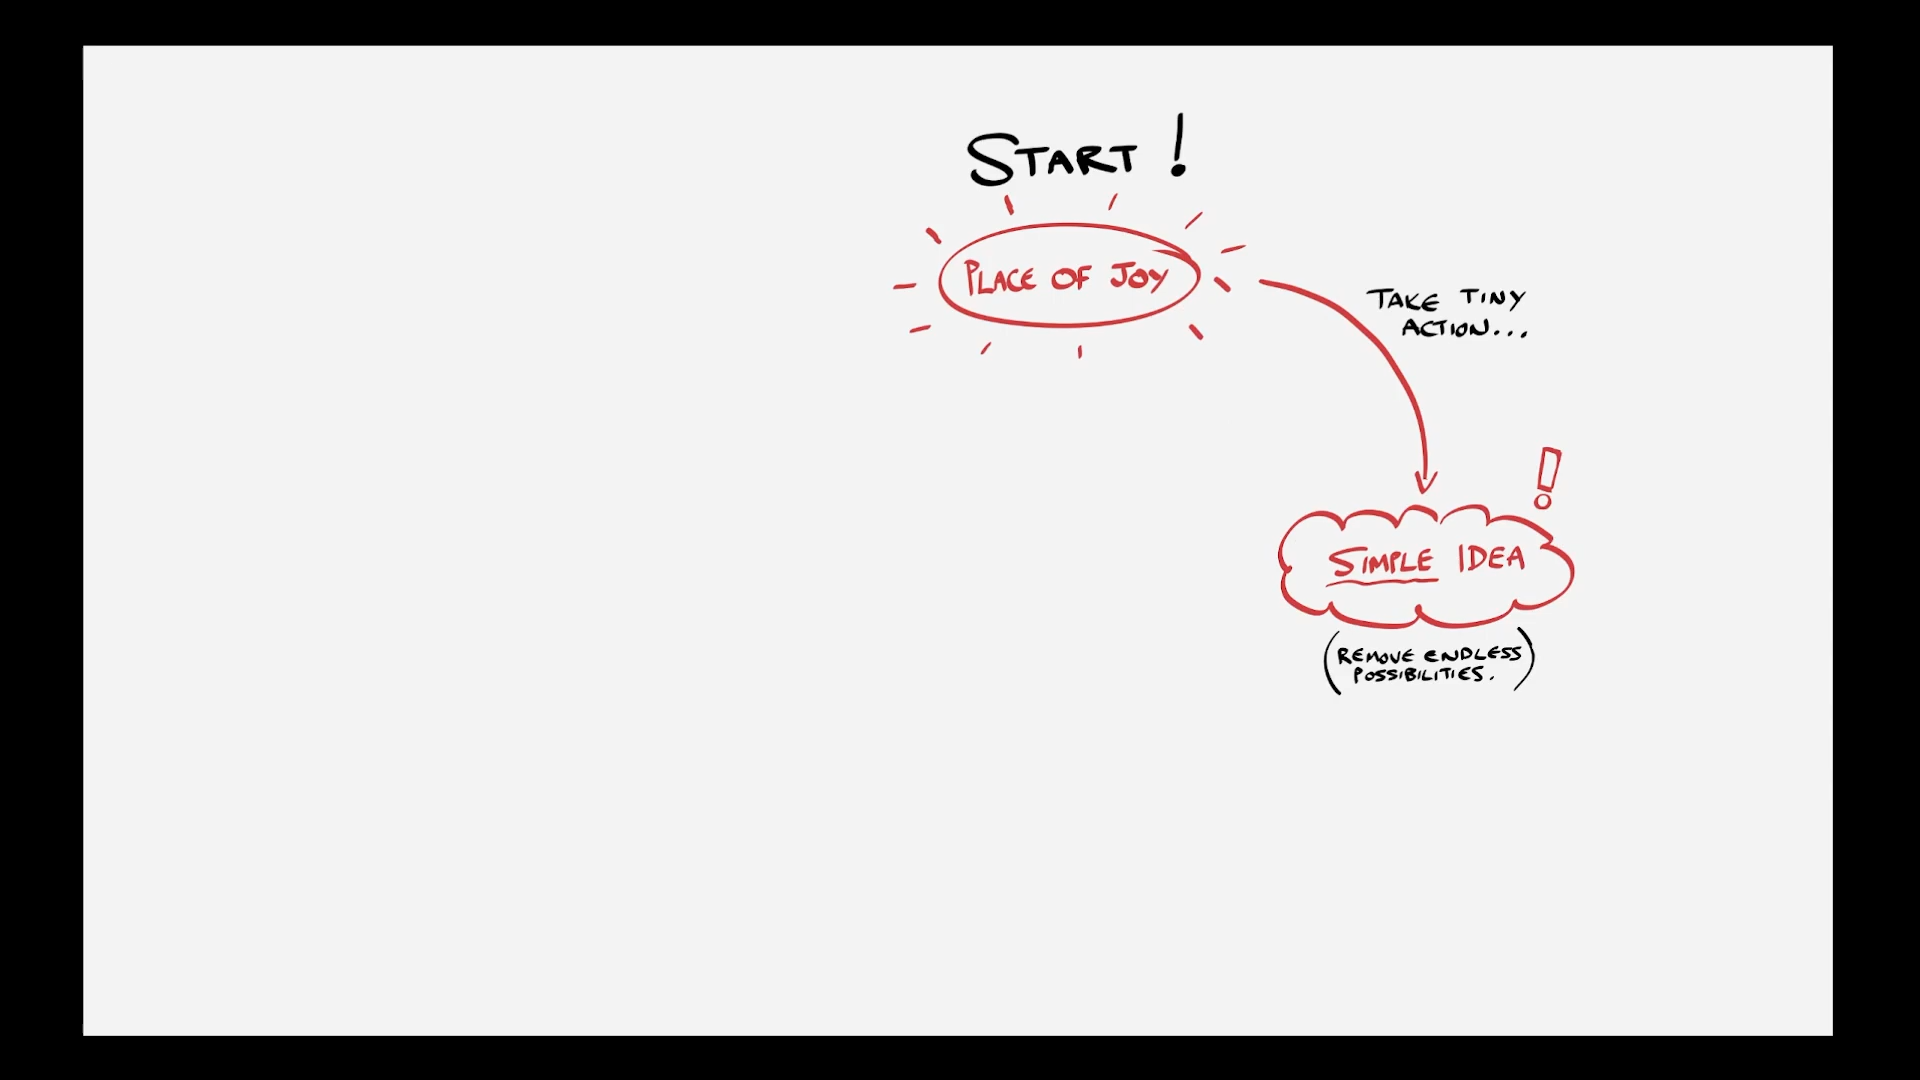 START !
PLACE OF JOY
TAKE TINY
ACTION...
SIMPLE IDEA
(REMOVE ENDLESS
POSSIBILITIES.)